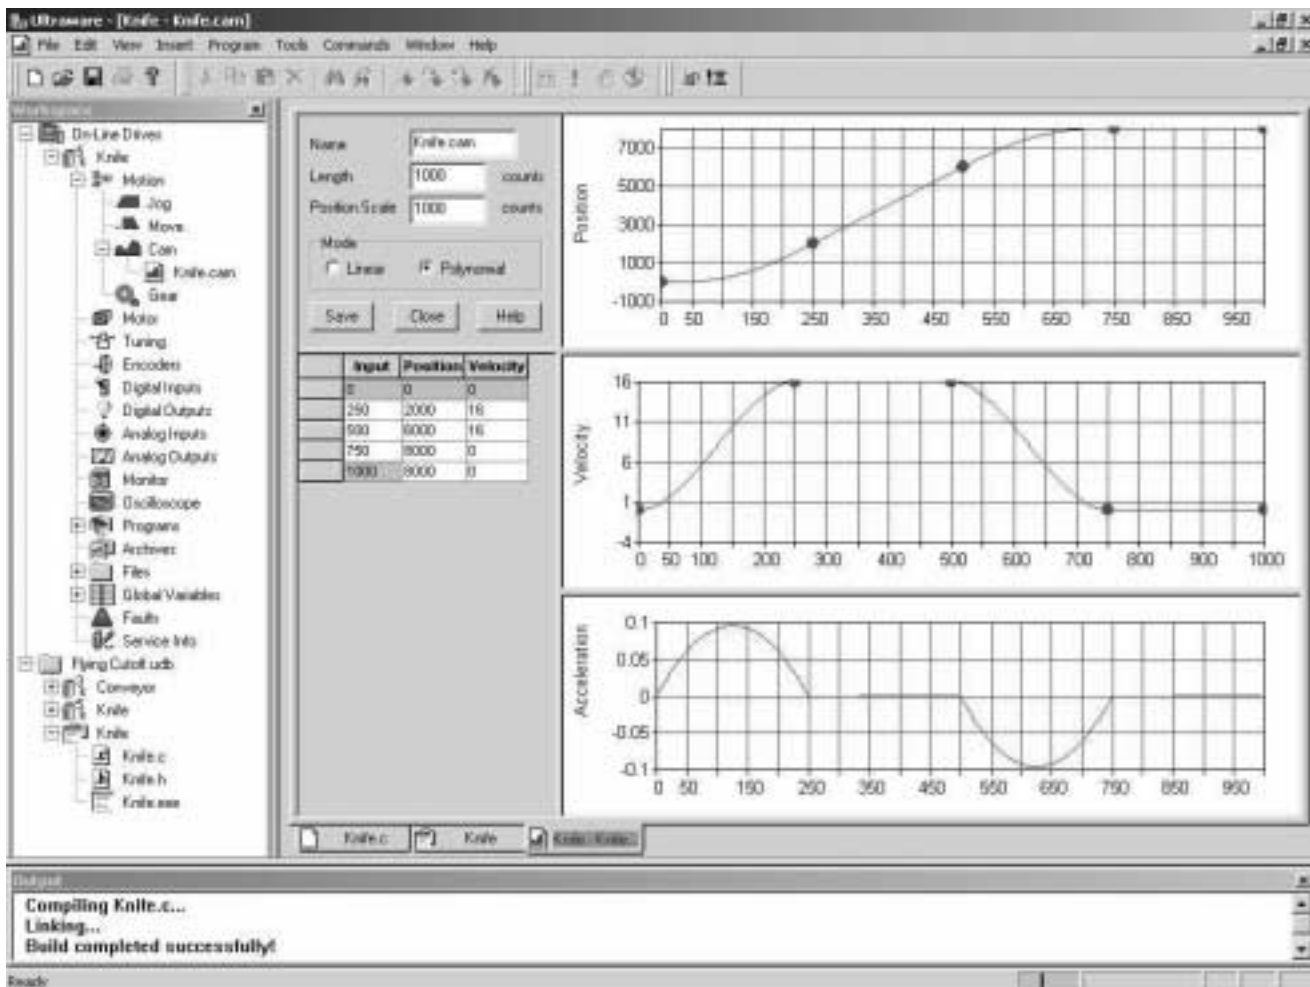 Ultraware - [Knife - Knife.cam]
File Edit View Insert Program Tools Commands Window Help
Workspace
On-Line Drives
Knife
Motion
Jog
Move
Cam
Knife.cam
Gear
Motor
Tuning
Encoders
Digital Inputs
Digital Outputs
Analog Inputs
Analog Outputs
Monitor
Oscilloscope
Programs
Archives
Files
Global Variables
Faults
Service Info
Flying Cutoff.udb
Conveyor
Knife
Knife
Knife.c
Knife.h
Knife.exe
Name Knife.cam
Length 1000 counts
Position Scale 1000 counts
Mode
Linear Polynomial
Save Close Help
Input Position Velocity
0 0 0
250 2000 16
500 6000 16
750 8000 0
1000 8000 0
Position
7000
5000
3000
1000
-1000
0 50 150 250 350 450 550 650 750 850 950
Velocity
16
11
6
1
-4
0 50 100 200 300 400 500 600 700 800 900 1000
Acceleration
0.1
0.05
0
-0.05
-0.1
0 50 150 250 350 450 550 650 750 850 950
Knife.c Knife Knife - Knife...
Output
Compiling Knife.c...
Linking...
Build completed successfully!
Ready